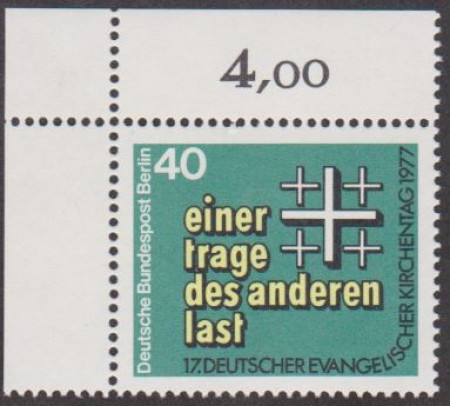 4,00
Deutsche Bundespost Berlin
40
einer
trage
des anderen
last
17. DEUTSCHER EVANGELISCHER KIRCHENTAG 1977